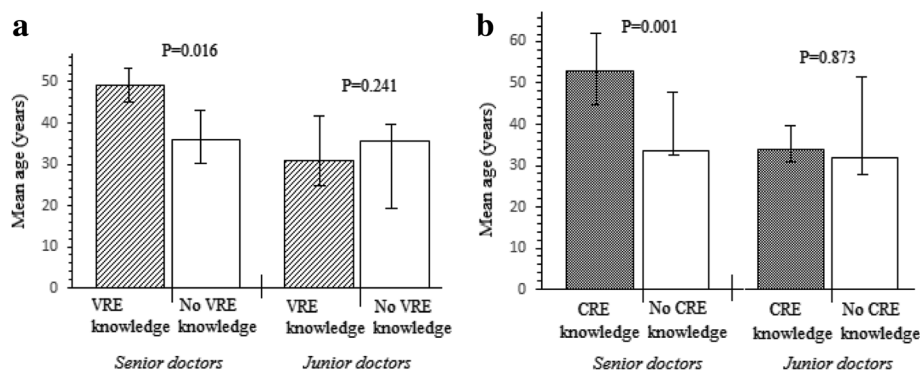 a
P=0.016
P=0.241
Mean age (years)
50
40
30
20
10
0
VRE knowledge
No VRE knowledge
VRE knowledge
No VRE knowledge
Senior doctors
Junior doctors
b
P=0.001
P=0.873
Mean age (years)
60
50
40
30
20
10
0
CRE knowledge
No CRE knowledge
CRE knowledge
No CRE knowledge
Senior doctors
Junior doctors